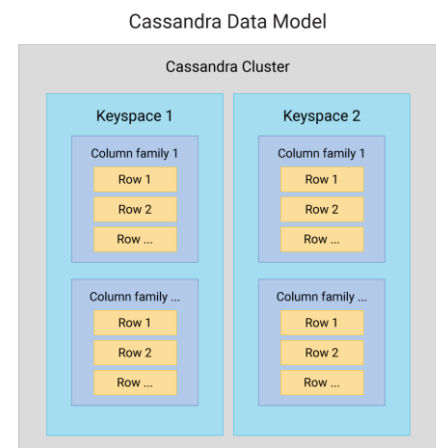 Cassandra Data Model
Cassandra Cluster
Keyspace 1
Column family 1
Row 1
Row 2
Row ...
Column family ...
Row 1
Row 2
Row ...
Keyspace 2
Column family 1
Row 1
Row 2
Row ...
Column family ...
Row 1
Row 2
Row ...